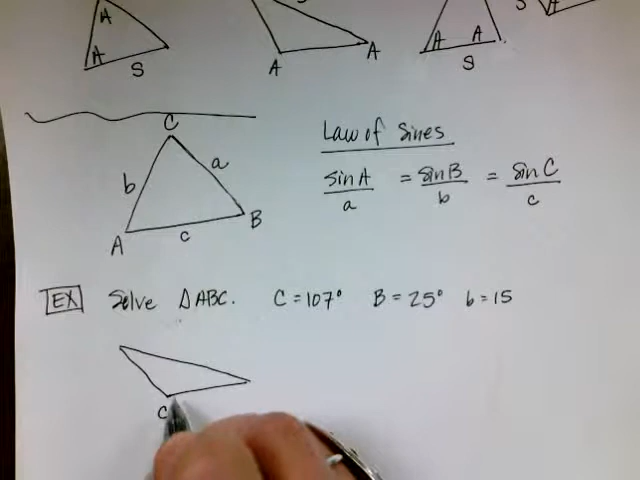 A
A
S
A
A
A
A
S
S
A
C
b
a
A
c
B
Law of Sines
sin A / a = sin B / b = sin C / c
EX Solve △ABC. C = 107° B = 25° b = 15
C